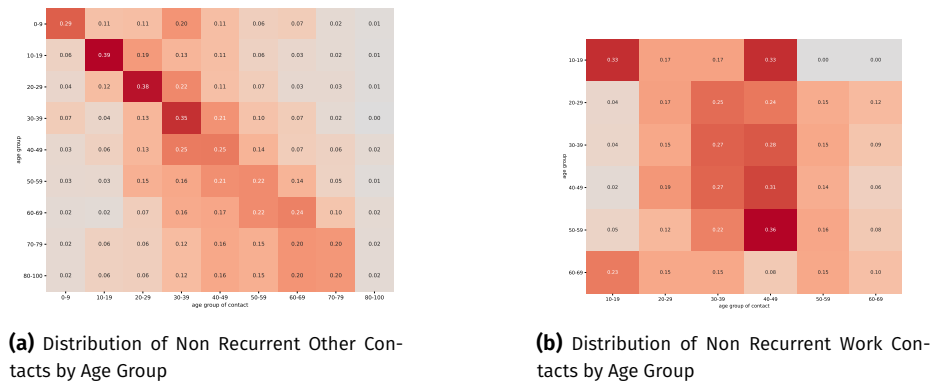 0-9 0.29 0.11 0.11 0.20 0.11 0.06 0.07 0.02 0.01
10-19 0.06 0.39 0.19 0.13 0.11 0.06 0.03 0.02 0.01
20-29 0.04 0.12 0.38 0.22 0.11 0.07 0.03 0.03 0.01
30-39 0.07 0.04 0.13 0.35 0.21 0.10 0.07 0.02 0.00
40-49 0.03 0.06 0.13 0.25 0.25 0.14 0.07 0.06 0.02
50-59 0.03 0.03 0.15 0.16 0.21 0.22 0.14 0.05 0.01
60-69 0.02 0.02 0.07 0.16 0.17 0.22 0.24 0.10 0.02
70-79 0.02 0.06 0.06 0.12 0.16 0.15 0.20 0.20 0.02
80-100 0.02 0.06 0.06 0.12 0.16 0.15 0.20 0.20 0.02
age group
0-9 10-19 20-29 30-39 40-49 50-59 60-69 70-79 80-100
age group of contact
(a) Distribution of Non Recurrent Other Con-
tacts by Age Group
10-19 0.33 0.17 0.17 0.33 0.00 0.00
20-29 0.04 0.17 0.25 0.24 0.15 0.12
30-39 0.04 0.15 0.27 0.28 0.15 0.09
40-49 0.02 0.19 0.27 0.31 0.14 0.06
50-59 0.05 0.12 0.22 0.36 0.16 0.08
60-69 0.23 0.15 0.15 0.08 0.15 0.10
age group
10-19 20-29 30-39 40-49 50-59 60-69
age group of contact
(b) Distribution of Non Recurrent Work Con-
tacts by Age Group